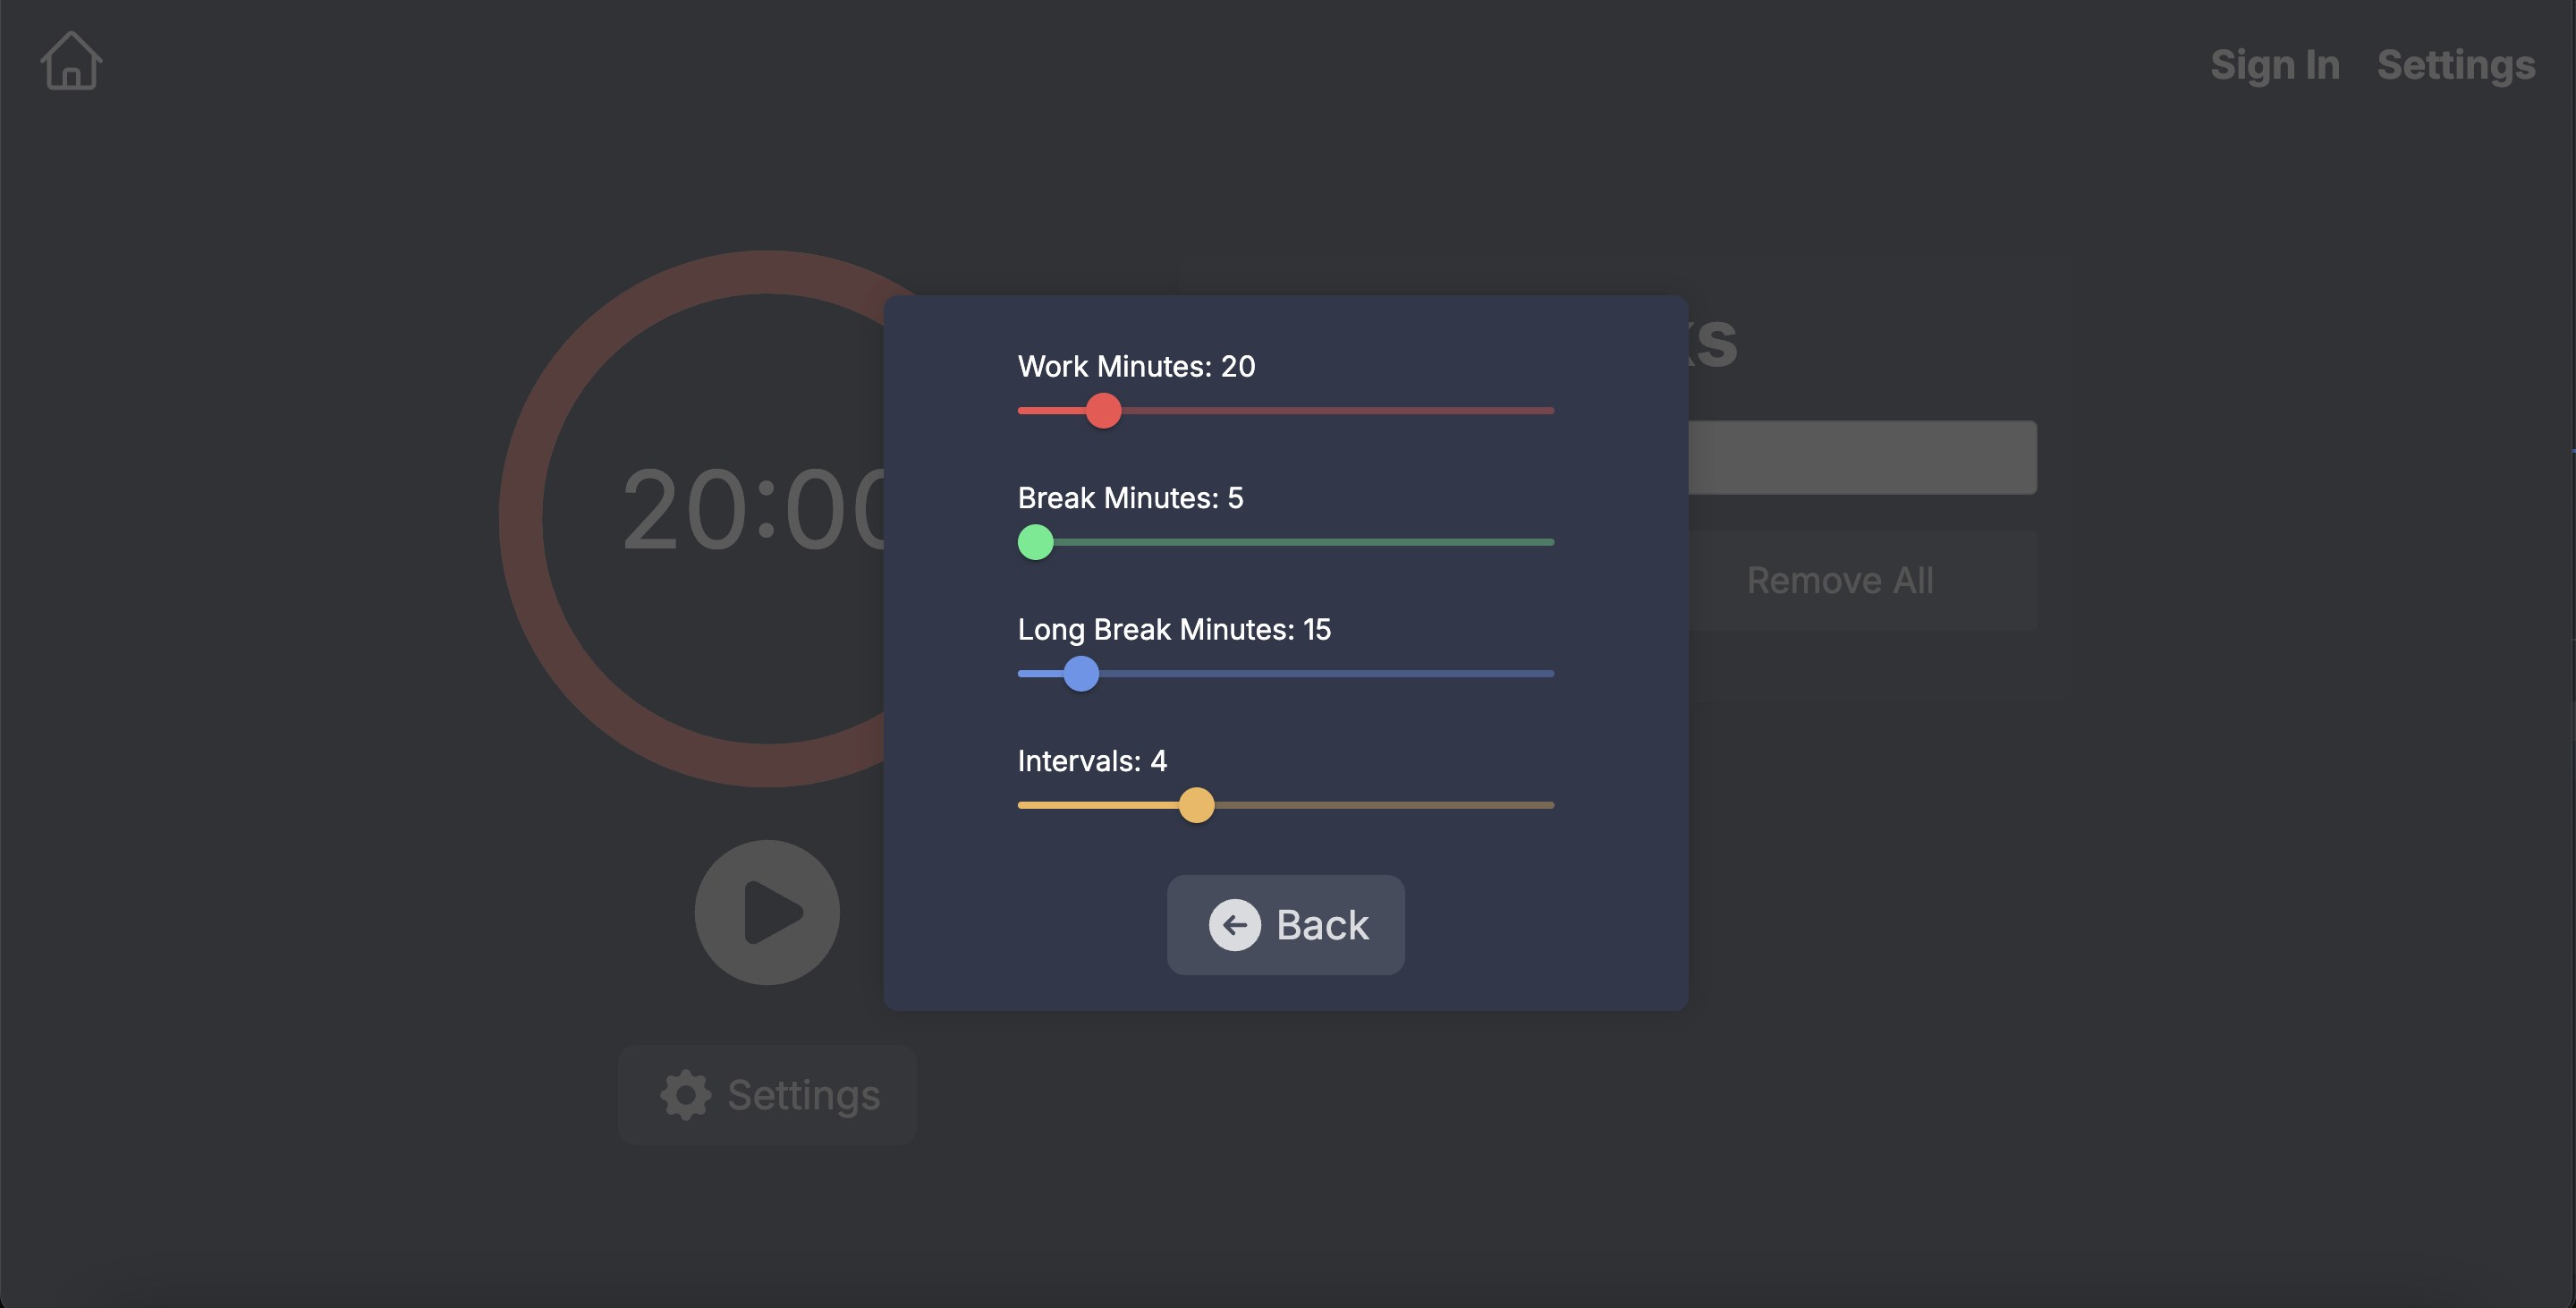 Sign In Settings
Work Minutes: 20
Break Minutes: 5
Long Break Minutes: 15
Intervals: 4
Back
20:00
Remove All
Settings